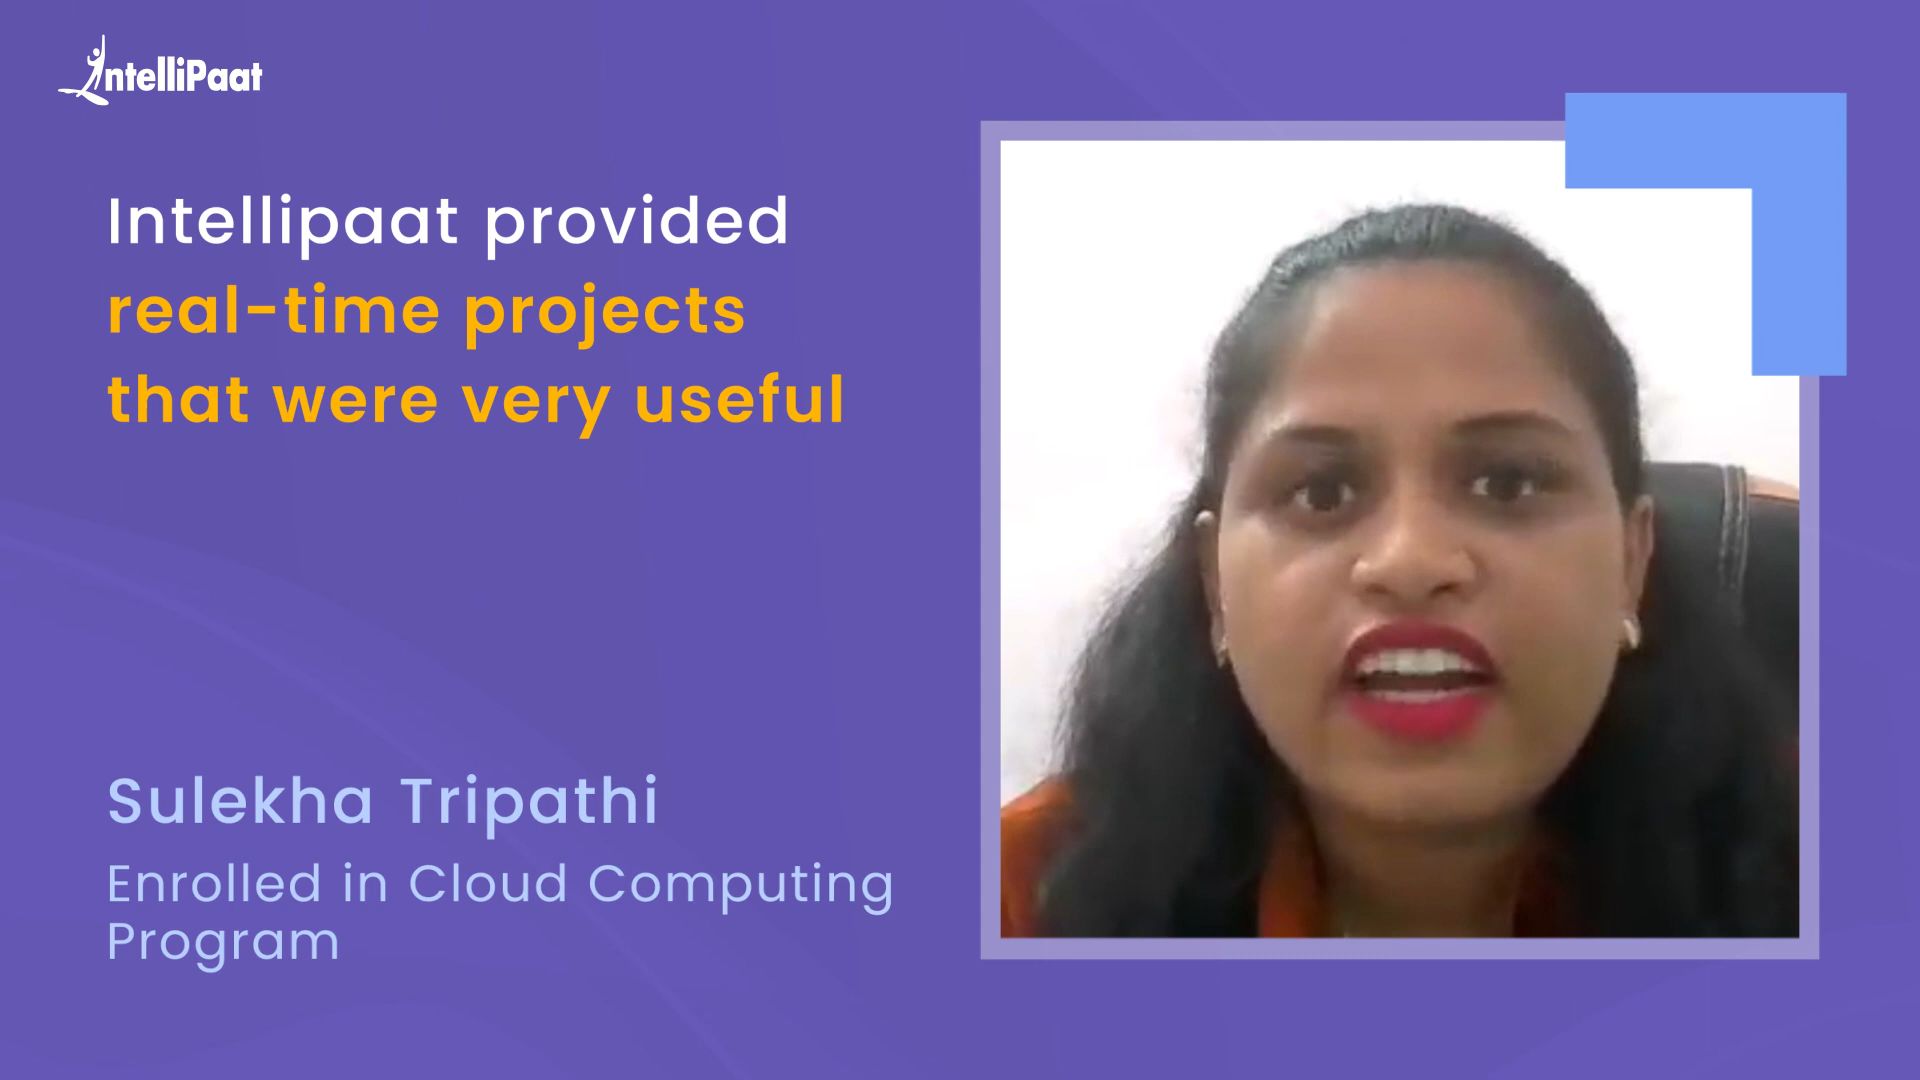 IntelliPaat
Intellipaat provided
real-time projects
that were very useful
Sulekha Tripathi
Enrolled in Cloud Computing
Program